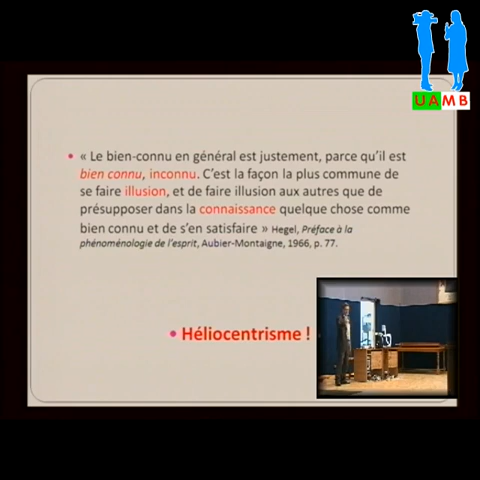 UAMB
« Le bien-connu en général est justement, parce qu'il est
bien connu, inconnu. C'est la façon la plus commune de
se faire illusion, et de faire illusion aux autres que de
présupposer dans la connaissance quelque chose comme
bien connu et de s'en satisfaire » Hegel, Préface à la
phénoménologie de l'esprit, Aubier-Montaigne, 1966, p. 77.
Héliocentrisme !